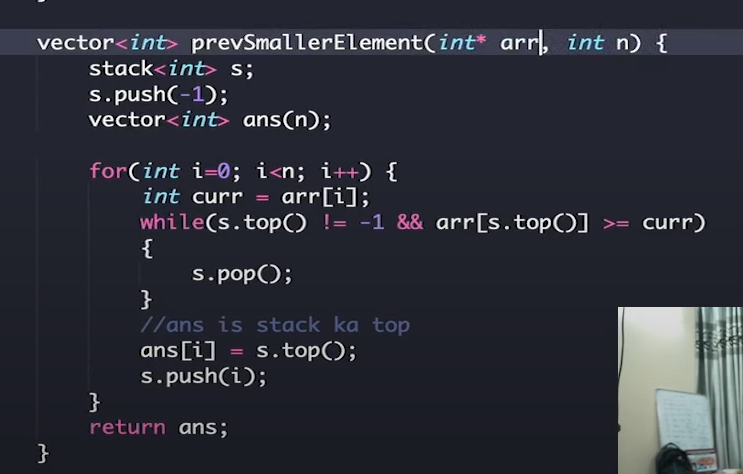 vector<int> prevSmallerElement(int* arr, int n) {
stack<int> s;
s.push(-1);
vector<int> ans(n);
for(int i=0; i<n; i++) {
int curr = arr[i];
while(s.top() != -1 && arr[s.top()] >= curr)
{
s.pop();
}
//ans is stack ka top
ans[i] = s.top();
s.push(i);
}
return ans;
}